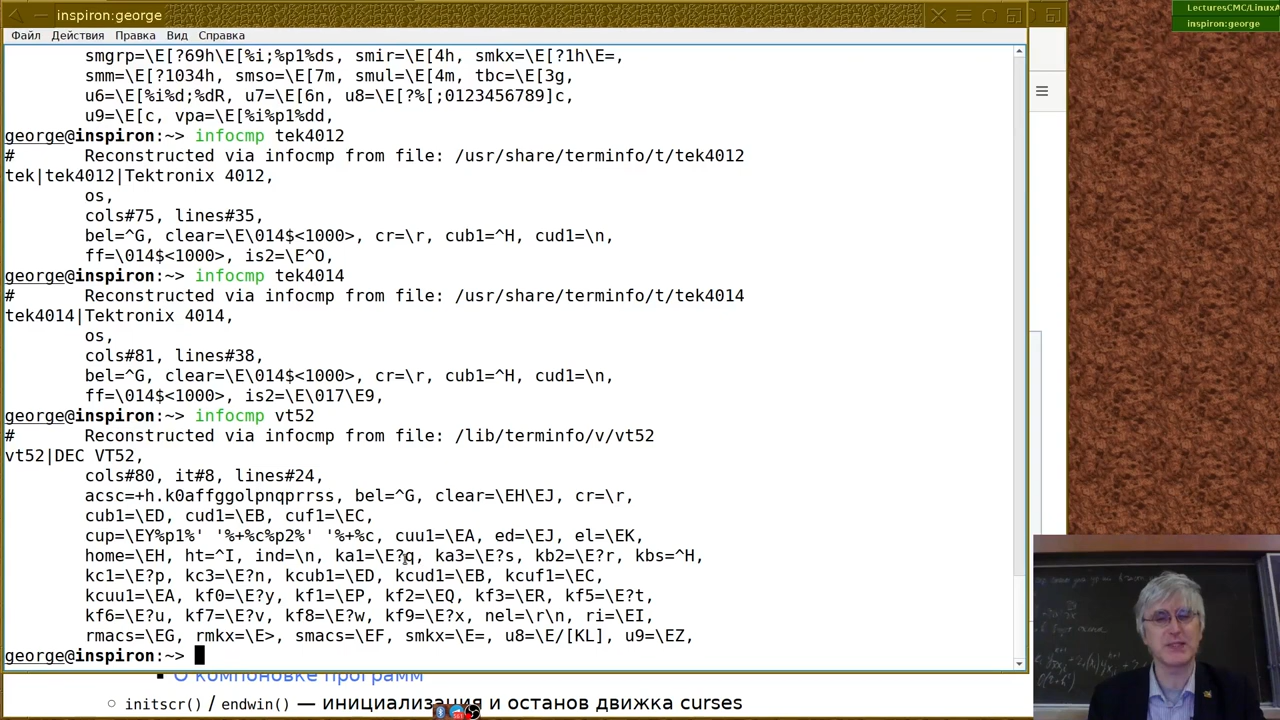 inspiron:george
LecturesCMC/LinuxA
inspiron:george
Файл Действия Правка Вид Справка
smgrp=\E[?69h\E[%i;%p1%ds, smir=\E[4h, smkx=\E[?1h\E=,
smm=\E[?1034h, smso=\E[7m, smul=\E[4m, tbc=\E[3g,
u6=\E[%i%d;%dR, u7=\E[6n, u8=\E[?%[;0123456789]c,
u9=\E[c, vpa=\E[%i%p1%dd,
george@inspiron:~> infocmp tek4012
# Reconstructed via infocmp from file: /usr/share/terminfo/t/tek4012
tek|tek4012|Tektronix 4012,
os,
cols#75, lines#35,
bel=^G, clear=\E\014$<1000>, cr=\r, cub1=^H, cud1=\n,
ff=\014$<1000>, is2=\E^O,
george@inspiron:~> infocmp tek4014
# Reconstructed via infocmp from file: /usr/share/terminfo/t/tek4014
tek4014|Tektronix 4014,
os,
cols#81, lines#38,
bel=^G, clear=\E\014$<1000>, cr=\r, cub1=^H, cud1=\n,
ff=\014$<1000>, is2=\E\017\E9,
george@inspiron:~> infocmp vt52
# Reconstructed via infocmp from file: /lib/terminfo/v/vt52
vt52|DEC VT52,
cols#80, it#8, lines#24,
acsc=+h.k0affggolpnqprrss, bel=^G, clear=\EH\EJ, cr=\r,
cub1=\ED, cud1=\EB, cuf1=\EC,
cup=\EY%p1%' '%+%c%p2%' '%+%c, cuu1=\EA, ed=\EJ, el=\EK,
home=\EH, ht=^I, ind=\n, ka1=\E?q, ka3=\E?s, kb2=\E?r, kbs=^H,
kc1=\E?p, kc3=\E?n, kcub1=\ED, kcud1=\EB, kcuf1=\EC,
kcuu1=\EA, kf0=\E?y, kf1=\EP, kf2=\EQ, kf3=\ER, kf5=\E?t,
kf6=\E?u, kf7=\E?v, kf8=\E?w, kf9=\E?x, nel=\r\n, ri=\EI,
rmacs=\EG, rmkx=\E>, smacs=\EF, smkx=\E=, u8=\E/[KL], u9=\EZ,
george@inspiron:~>
О компоновке программ
initscr() / endwin() — инициализация и останов движка curses